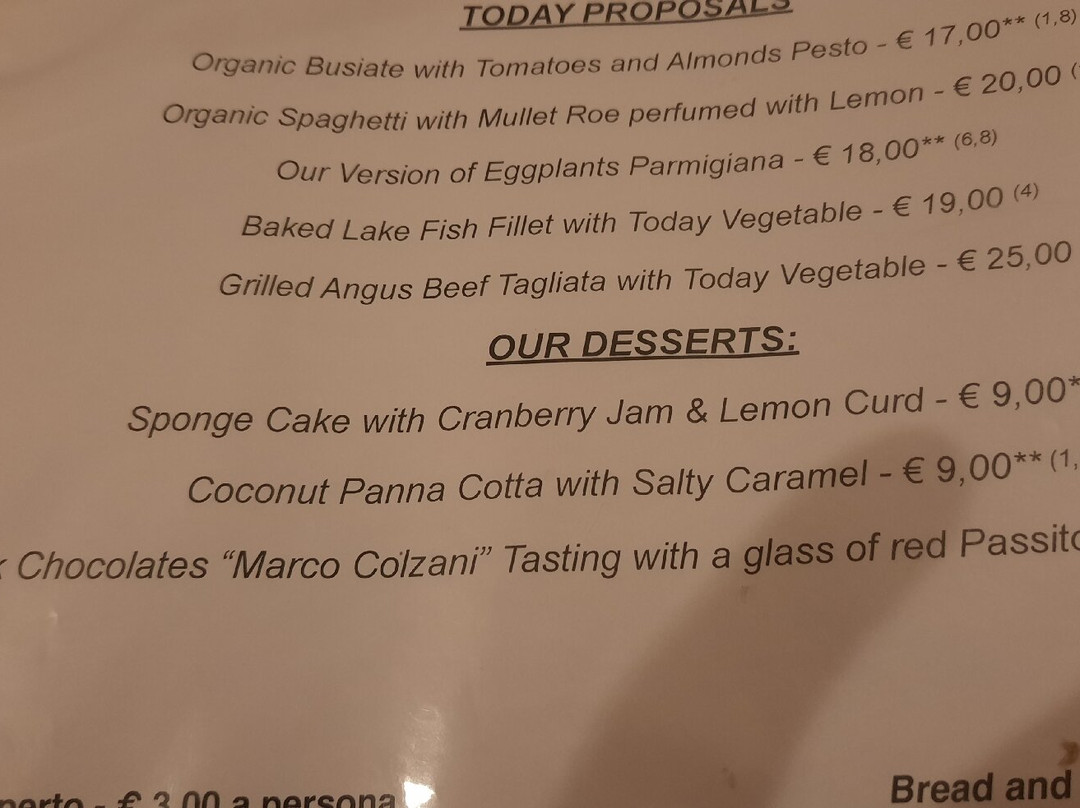 TODAY PROPOSALS
Organic Busiate with Tomatoes and Almonds Pesto - € 17,00** (1,8)
Organic Spaghetti with Mullet Roe perfumed with Lemon - € 20,00
Our Version of Eggplants Parmigiana - € 18,00** (6,8)
Baked Lake Fish Fillet with Today Vegetable - € 19,00 (4)
Grilled Angus Beef Tagliata with Today Vegetable - € 25,00
OUR DESSERTS:
Sponge Cake with Cranberry Jam & Lemon Curd - € 9,00*
Coconut Panna Cotta with Salty Caramel - € 9,00** (1,
Chocolates “Marco Colzani” Tasting with a glass of red Passito
- € 3,00 a persona
Bread and